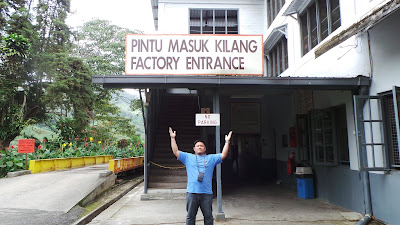 PINTU MASUK KILANG
FACTORY ENTRANCE
NO
PARKING